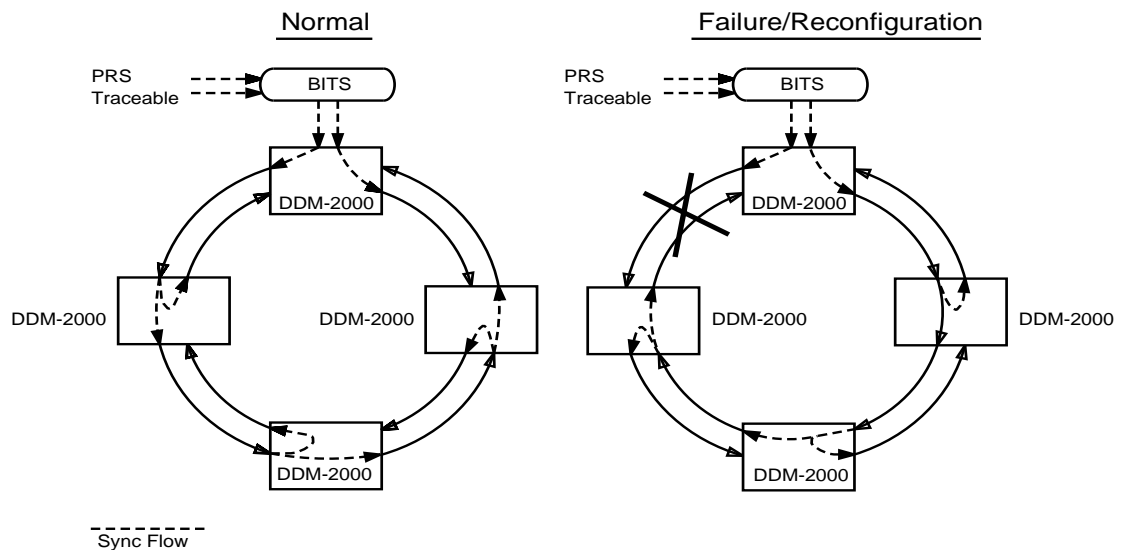 Normal
Failure/Reconfiguration
PRS
Traceable
BITS
PRS
Traceable
BITS
DDM-2000
DDM-2000
DDM-2000
DDM-2000
DDM-2000
DDM-2000
DDM-2000
DDM-2000
Sync Flow